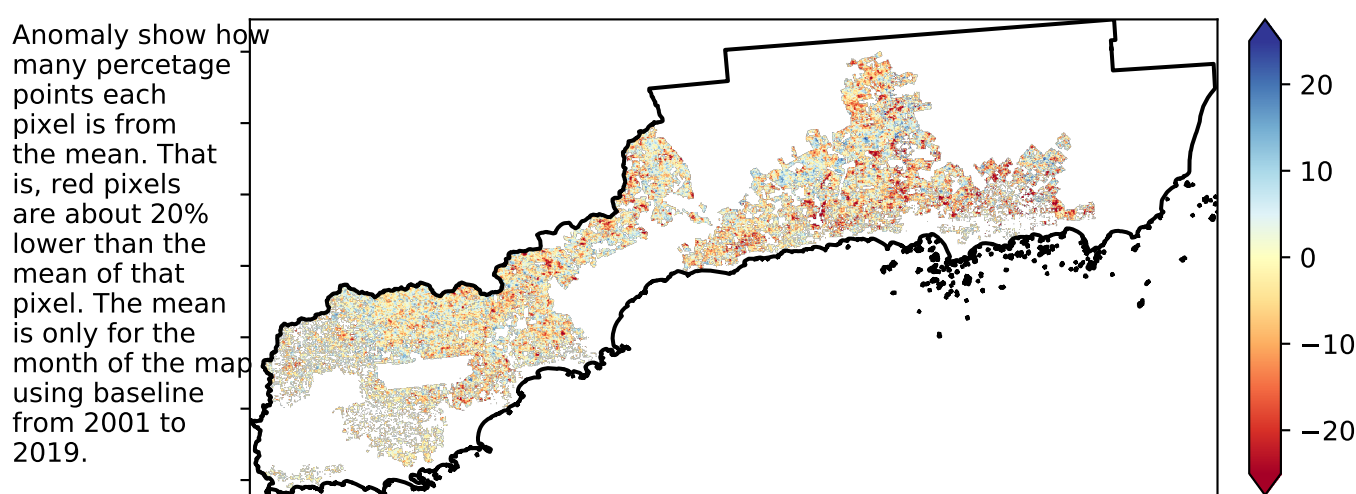 Anomaly show how
many percetage
points each
pixel is from
the mean. That
is, red pixels
are about 20%
lower than the
mean of that
pixel. The mean
is only for the
month of the map
using baseline
from 2001 to
2019.
20
10
0
−10
−20